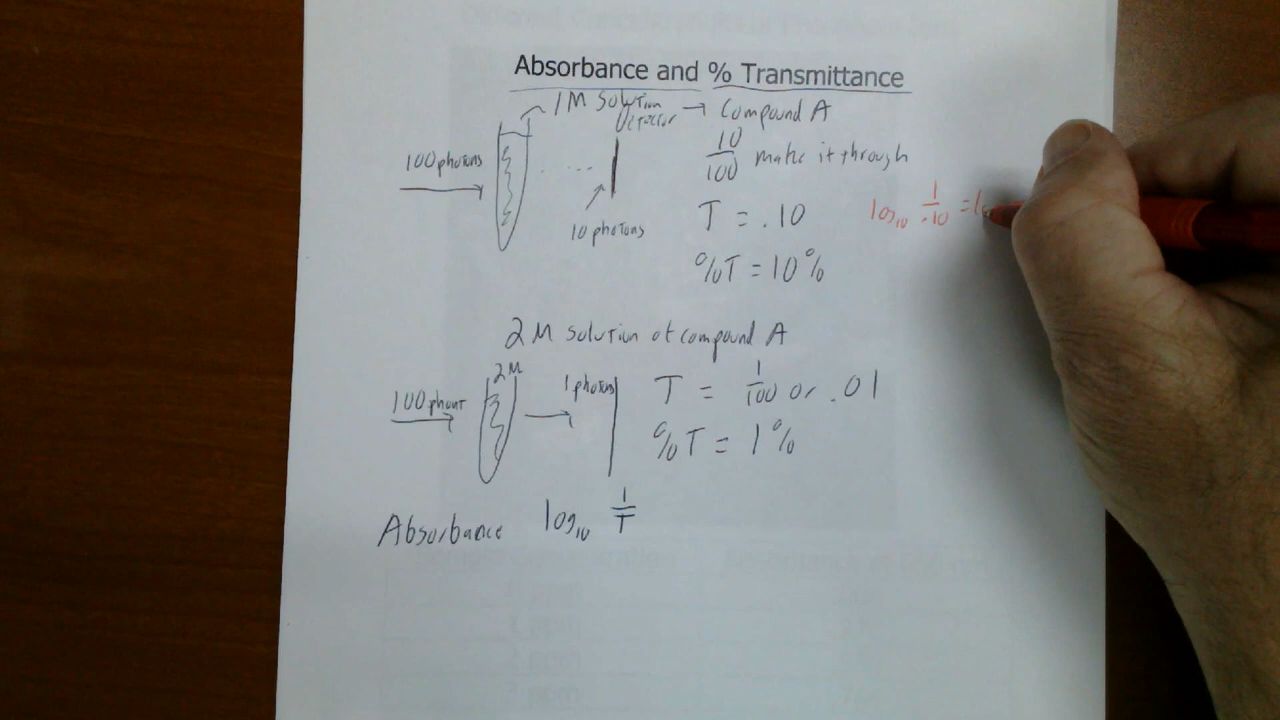 Absorbance and % Transmittance
1M Solution → Compound A
Detector
100 photons
10/100 make it through
10 photons
T = .10
log10 1/.10 =
%T = 10%
2M solution of compound A
2M
100 phont
1 photons
T = 1/100 or .01
%T = 1%
Absorbance log10 1/T